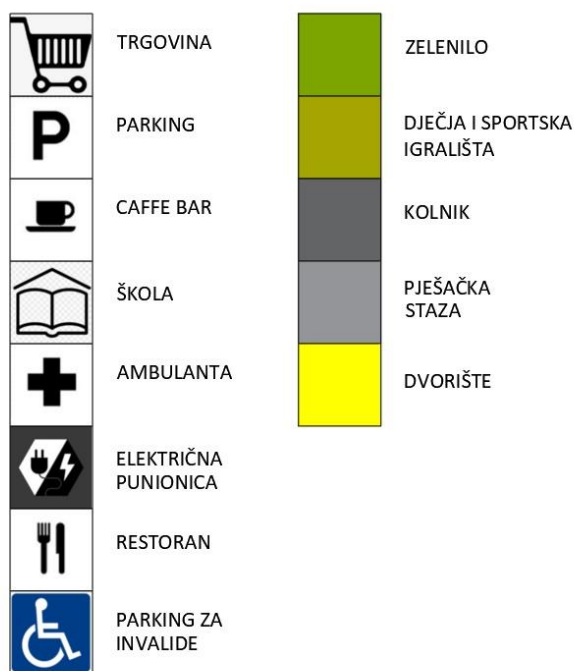 TRGOVINA
P
PARKING
CAFFE BAR
ŠKOLA
AMBULANTA
ELEKTRIČNA
PUNIONICA
RESTORAN
PARKING ZA
INVALIDE
ZELENILO
DJEČJA I SPORTSKA
IGRALIŠTA
KOLNIK
PJEŠAČKA
STAZA
DVORIŠTE